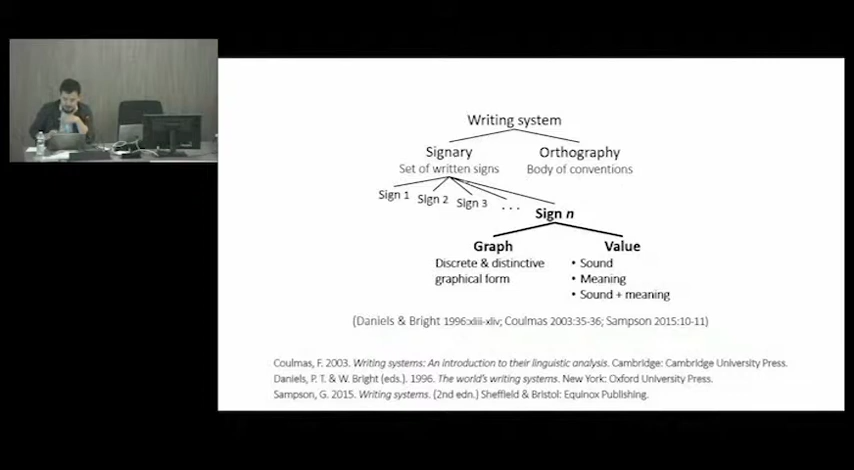 Writing system
Signary Orthography
Set of written signs Body of conventions
Sign 1 Sign 2 Sign 3 . . . Sign n
Graph Value
Discrete & distinctive • Sound
graphical form • Meaning
• Sound + meaning
(Daniels & Bright 1996:xliii-xliv; Coulmas 2003:35-36; Sampson 2015:10-11)
Coulmas, F. 2003. Writing systems: An introduction to their linguistic analysis. Cambridge: Cambridge University Press.
Daniels, P. T. & W. Bright (eds.). 1996. The world's writing systems. New York: Oxford University Press.
Sampson, G. 2015. Writing systems. (2nd edn.) Sheffield & Bristol: Equinox Publishing.